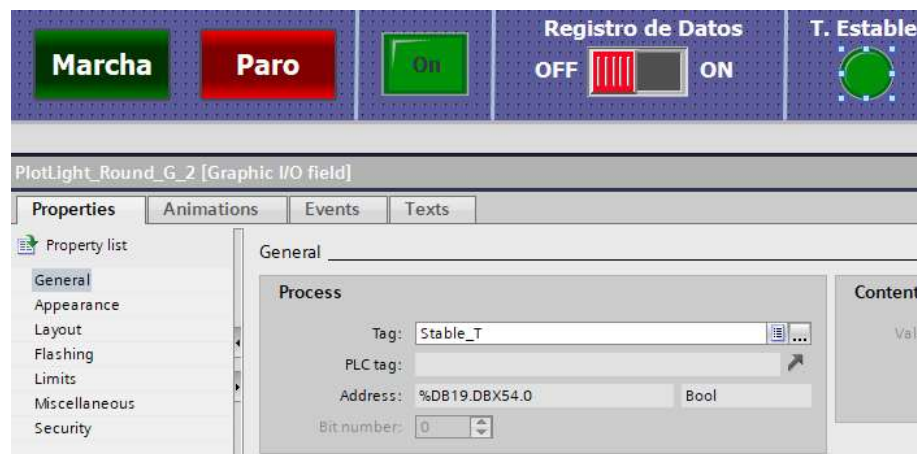 Registro de Datos
T. Estable
Marcha
Paro
On
OFF
ON
PlotLight_Round_G_2 [Graphic I/O field]
Properties
Animations
Events
Texts
Property list
General
Appearance
Layout
Flashing
Limits
Miscellaneous
Security
General
Process
Tag: Stable_T ...
PLC tag:
Address: %DB19.DBX54.0 Bool
Bit number: 0
Content